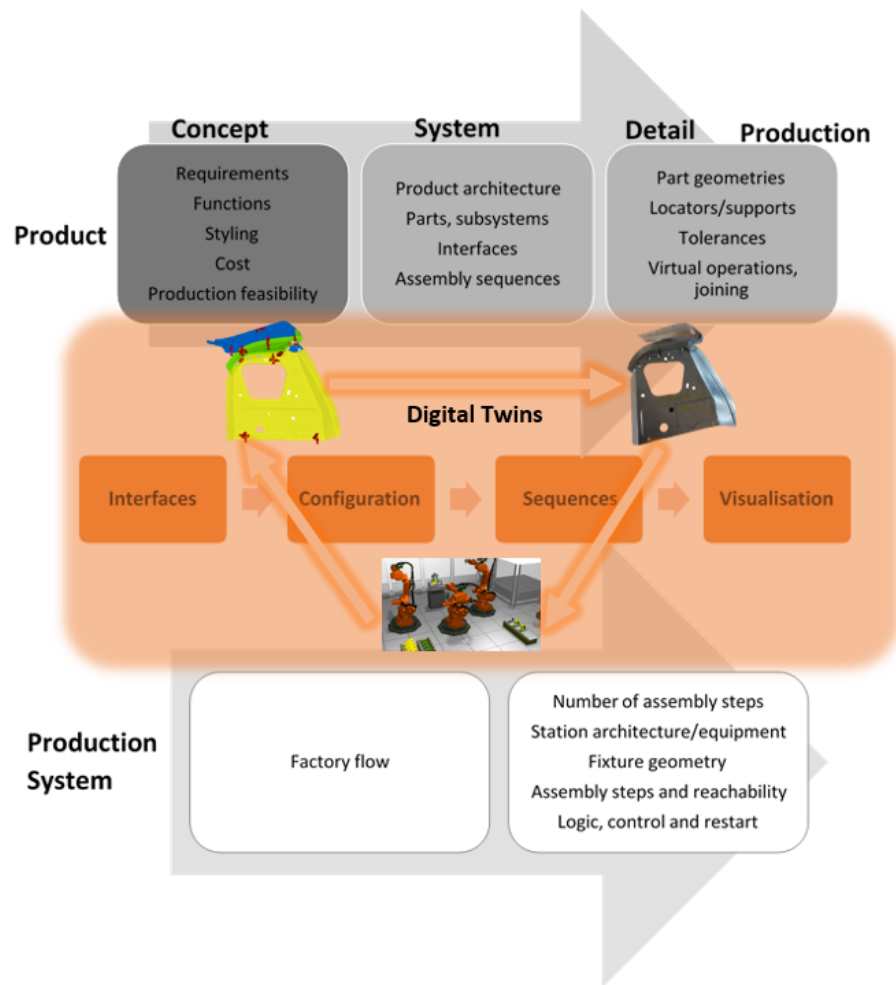 Concept
System
Detail
Production
Product
Requirements
Functions
Styling
Cost
Production feasibility
Product architecture
Parts, subsystems
Interfaces
Assembly sequences
Part geometries
Locators/supports
Tolerances
Virtual operations,
joining
Digital Twins
Interfaces
Configuration
Sequences
Visualisation
Production
System
Factory flow
Number of assembly steps
Station architecture/equipment
Fixture geometry
Assembly steps and reachability
Logic, control and restart